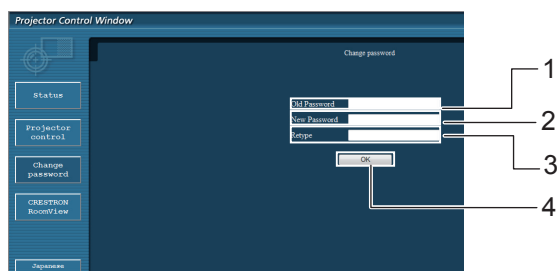 Projector Control Window
Change password
Status
Projector
control
Change
password
CRESTRON
RoomView
Japanese
Old Password
New Password
Retype
OK
1
2
3
4